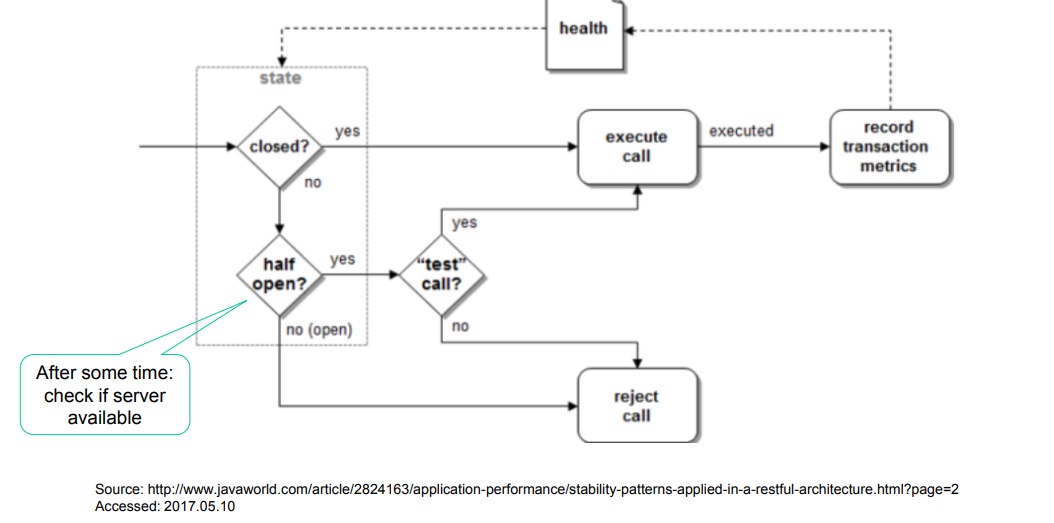 health
state
closed?
yes
execute
call
executed
record
transaction
metrics
no
yes
half
open?
yes
“test”
call?
no (open)
no
After some time:
check if server
available
reject
call
Source: http://www.javaworld.com/article/2824163/application-performance/stability-patterns-applied-in-a-restful-architecture.html?page=2
Accessed: 2017.05.10